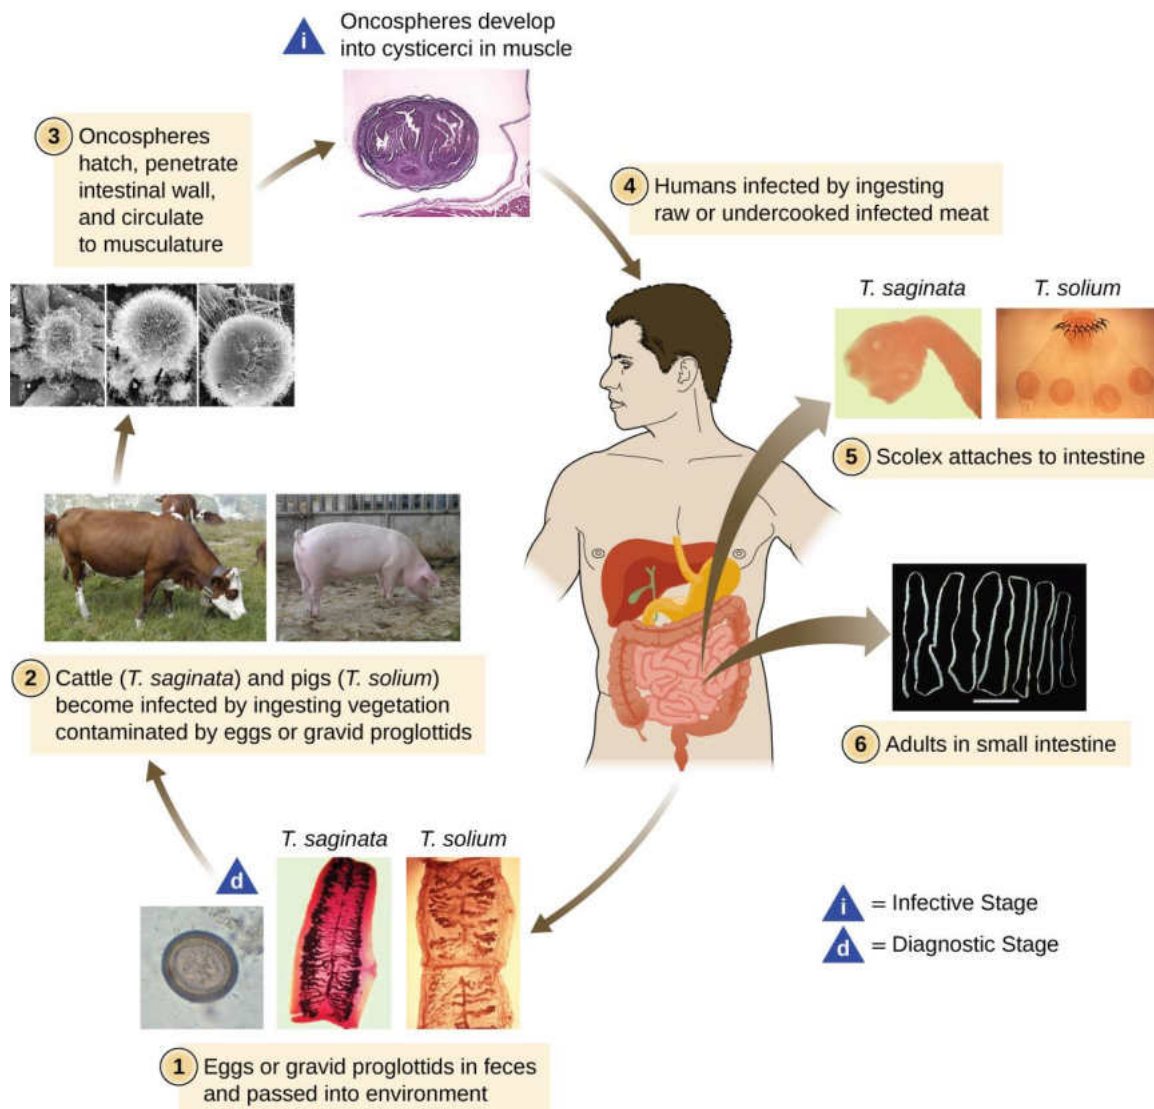 i
Oncospheres develop
into cysticerci in muscle
3
Oncospheres
hatch, penetrate
intestinal wall,
and circulate
to musculature
4
Humans infected by ingesting
raw or undercooked infected meat
T. saginata
T. solium
5
Scolex attaches to intestine
2
Cattle (T. saginata) and pigs (T. solium)
become infected by ingesting vegetation
contaminated by eggs or gravid proglottids
6
Adults in small intestine
d
T. saginata
T. solium
i = Infective Stage
d = Diagnostic Stage
1
Eggs or gravid proglottids in feces
and passed into environment